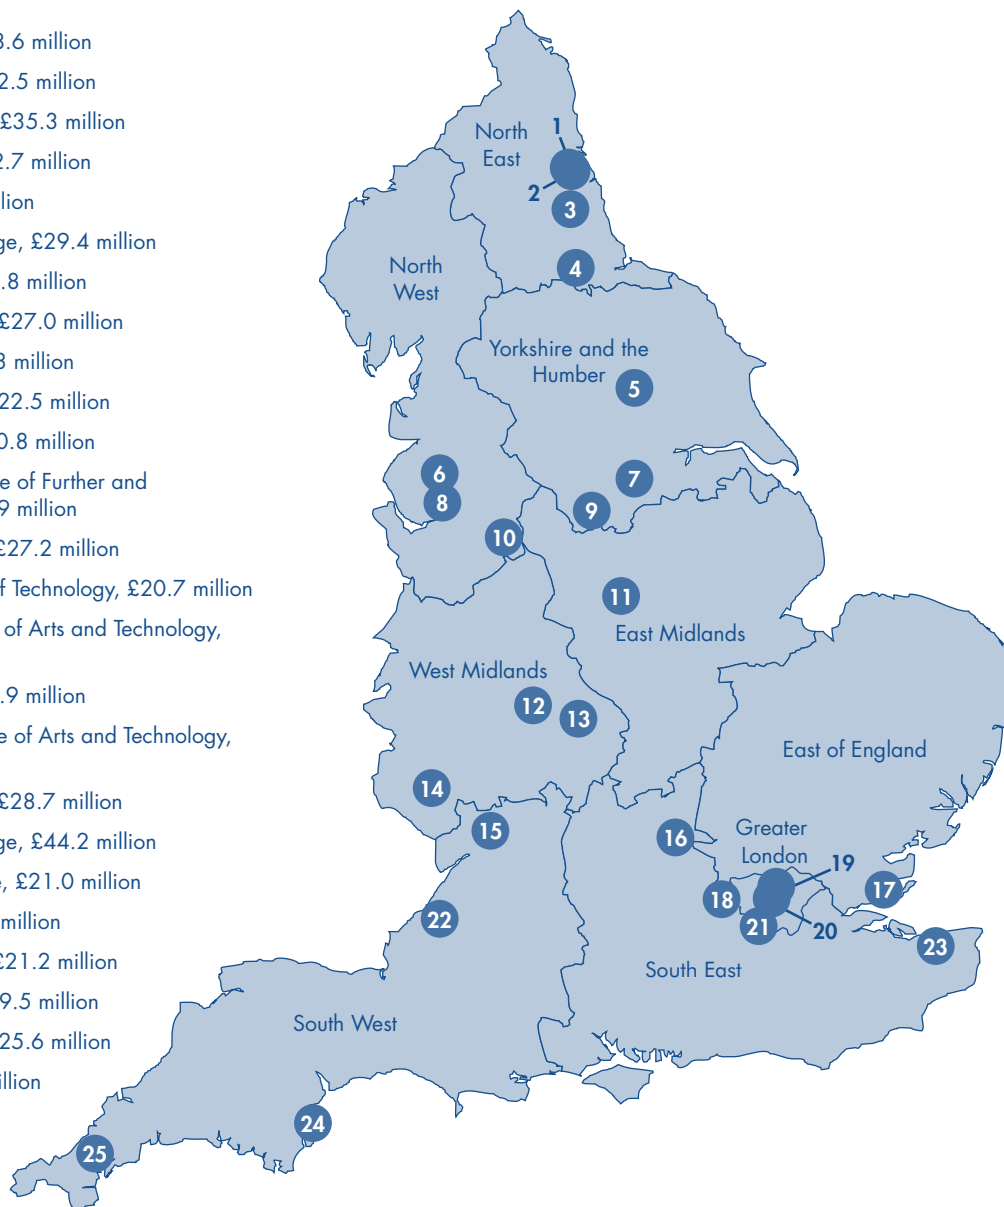 3.6 million
2.5 million
£35.3 million
2.7 million
lion
ge, £29.4 million
.8 million
£27.0 million
3 million
22.5 million
0.8 million
e of Further and
9 million
£27.2 million
f Technology, £20.7 million
of Arts and Technology,
.9 million
e of Arts and Technology,
£28.7 million
ge, £44.2 million
e, £21.0 million
million
£21.2 million
9.5 million
25.6 million
illion
North
East
1
2
3
4
North
West
Yorkshire and the
Humber
5
6
7
8
9
10
11
East Midlands
West Midlands
12
13
East of England
14
15
16
Greater
London
19
17
18
20
21
22
23
South East
South West
24
25